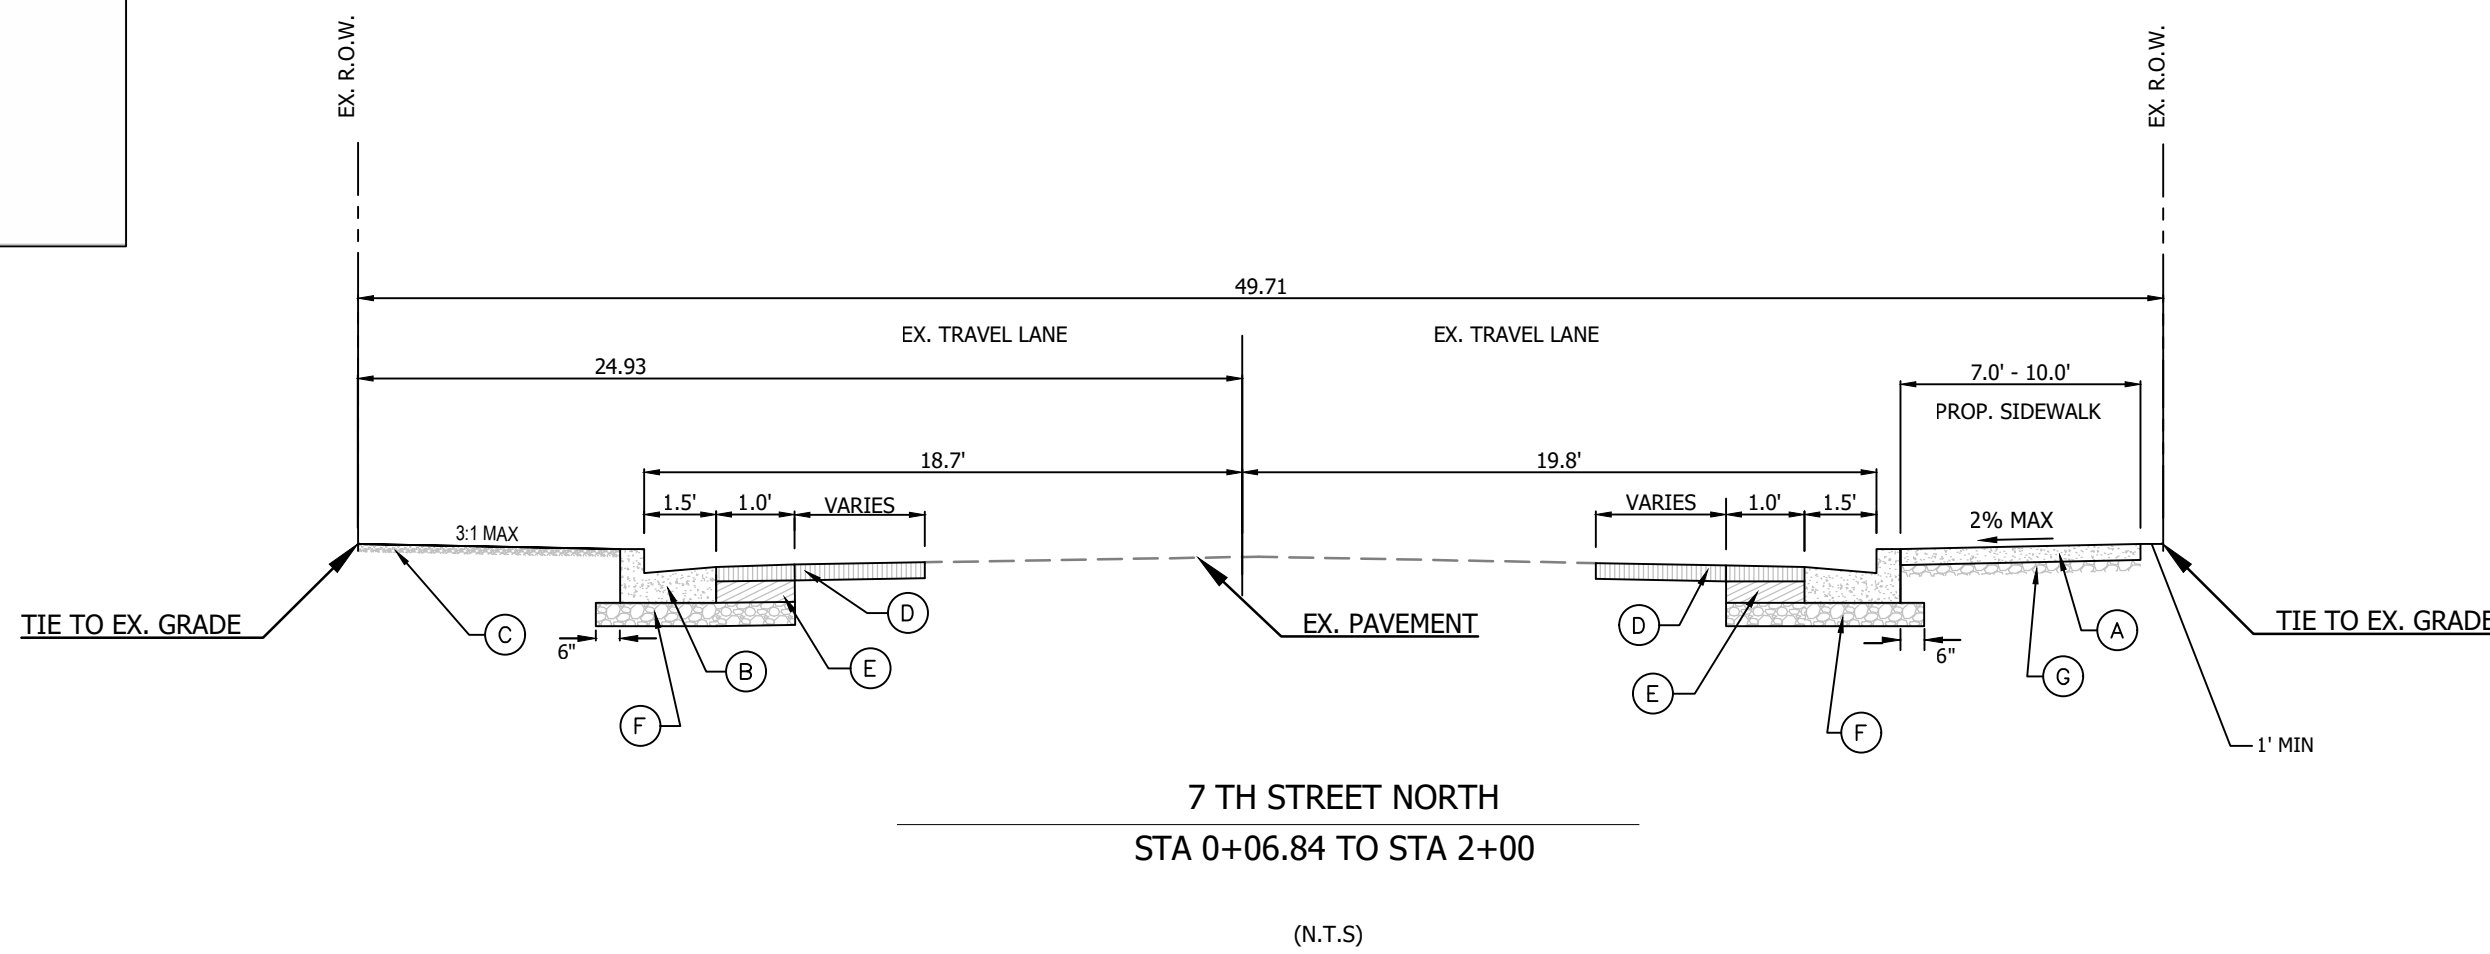 EX. R.O.W.
EX. R.O.W.
49.71
EX. TRAVEL LANE
EX. TRAVEL LANE
24.93
7.0' - 10.0'
PROP. SIDEWALK
18.7'
19.8'
1.5'
1.0'
VARIES
VARIES
1.0'
1.5'
3:1 MAX
2% MAX
TIE TO EX. GRADE
C
6"
F
B
E
D
EX. PAVEMENT
D
E
F
6"
G
A
TIE TO EX. GRADE
1' MIN
7 TH STREET NORTH
STA 0+06.84 TO STA 2+00
(N.T.S)